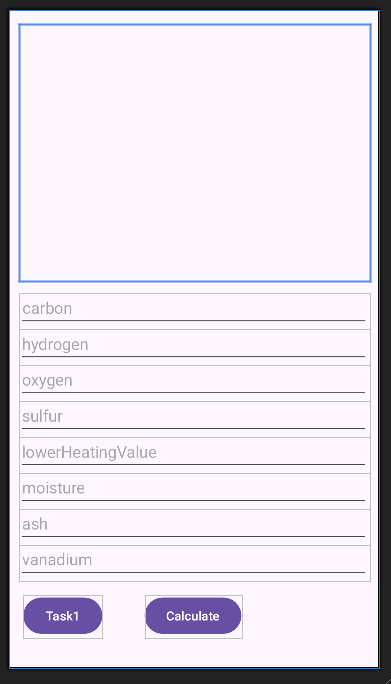 carbon
hydrogen
oxygen
sulfur
lowerHeatingValue
moisture
ash
vanadium
Task1 Calculate